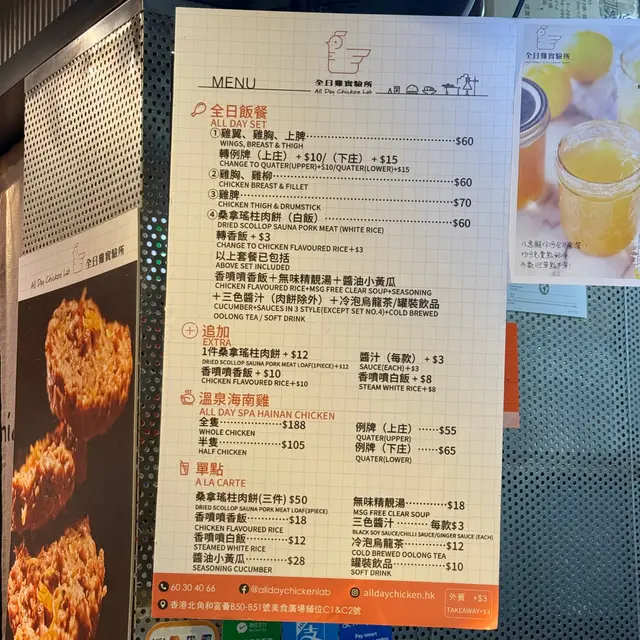 全日雞實驗所
All Day Chicken Lab
MENU
全日飯餐
ALL DAY SET
①雞翼、雞胸、上脾 $60
WINGS, BREAST & THIGH
轉例牌（上庄）+ $10/（下庄）+ $15
CHANGE TO QUATER(UPPER)+$10/QUATER(LOWER)+$15
②雞胸、雞柳 $60
CHICKEN BREAST & FILLET
③雞脾 $70
CHICKEN THIGH & DRUMSTICK
④桑拿瑤柱肉餅（白飯） $60
DRIED SCOLLOP SAUNA PORK MEAT (WHITE RICE)
轉香飯 + $3
CHANGE TO CHICKEN FLAVOURED RICE+$3
以上套餐已包括
ABOVE SET INCLUDED
香噴噴香飯＋無味精靚湯＋醬油小黃瓜
CHICKEN FLAVOURED RICE+MSG FREE CLEAR SOUP+SEASONING
＋三色醬汁（肉餅除外）＋冷泡烏龍茶/罐裝飲品
CUCUMBER+SAUCES IN 3 STYLE(EXCEPT SET NO.4)+COLD BREWED
OOLONG TEA / SOFT DRINK
追加
EXTRA
1件桑拿瑤柱肉餅 + $12
DRIED SCOLLOP SAUNA PORK MEAT LOAF(1PIECE)+$12
香噴噴香飯 + $10
CHICKEN FLAVOURED RICE+$10
醬汁（每款） + $3
SAUCE(EACH)+$3
香噴噴白飯 + $8
STEAM WHITE RICE+$8
溫泉海南雞
ALL DAY SPA HAINAN CHICKEN
全隻 $188
WHOLE CHICKEN
半隻 $105
HALF CHICKEN
例牌（上庄） $55
QUATER(UPPER)
例牌（下庄） $65
QUATER(LOWER)
單點
A LA CARTE
桑拿瑤柱肉餅(三件) $50
DRIED SCOLLOP SAUNA PORK MEAT LOAF(3PIECE)
香噴噴香飯 $18
CHICKEN FLAVOURED RICE
香噴噴白飯 $12
STEAMED WHITE RICE
醬油小黃瓜 $28
SEASONING CUCUMBER
無味精靚湯 $18
MSG FREE CLEAR SOUP
三色醬汁 每款$3
BLACK SOY SAUCE/CHILLI SAUCE/GINGER SAUCE (EACH)
冷泡烏龍茶 $12
COLD BREWED OOLONG TEA
罐裝飲品 $10
SOFT DRINK
60 30 40 66
@alldaychickenlab
alldaychicken.hk
外賣 +$3
TAKEAWAY+$3
香港北角和富薈B50-B51號美食廣場舖位C1&C2號
All Day Chicken Lab
全日雞實驗所